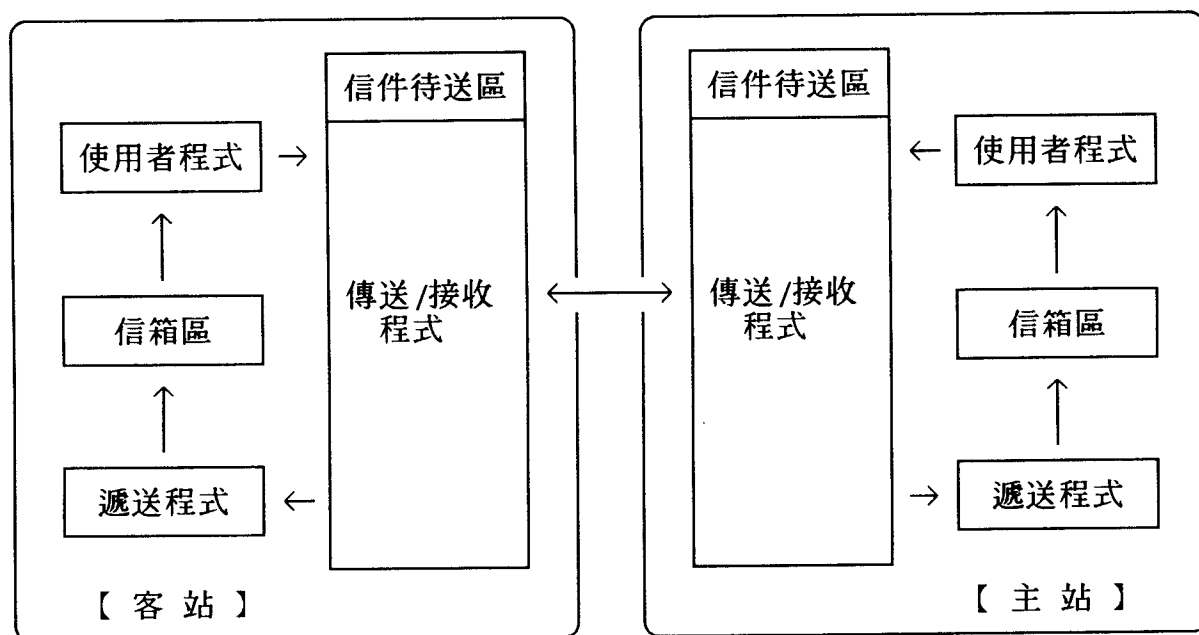 信件待送區
使用者程式
傳送/接收
程式
信箱區
遞送程式
【客站】
信件待送區
使用者程式
傳送/接收
程式
信箱區
遞送程式
【主站】